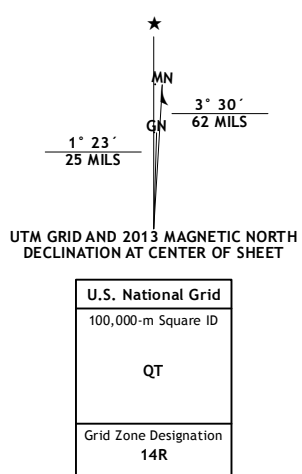 ★
MN
3° 30´
62 MILS
GN
1° 23´
25 MILS
UTM GRID AND 2013 MAGNETIC NORTH
DECLINATION AT CENTER OF SHEET
U.S. National Grid
100,000-m Square ID
QT
Grid Zone Designation
14R